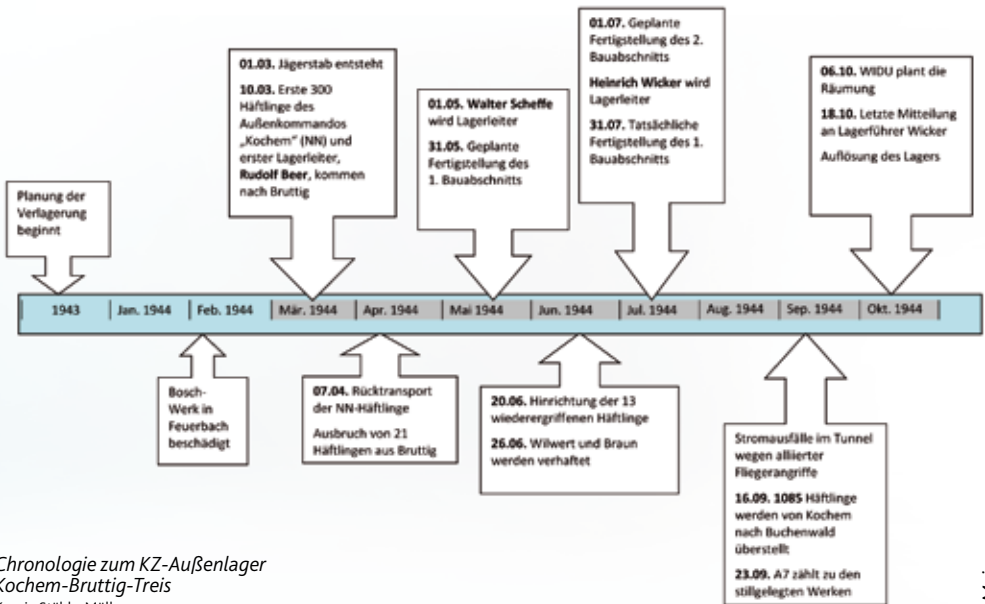 01.03. Jägerstab entsteht
10.03. Erste 300
Häftlinge des
Außenkommandos
„Kochem“ (NN) und
erster Lagerleiter,
Rudolf Beer, kommen
nach Bruttig
01.05. Walter Scheffe
wird Lagerleiter
31.05. Geplante
Fertigstellung des
1. Bauabschnitts
01.07. Geplante
Fertigstellung des 2.
Bauabschnitts
Heinrich Wicker wird
Lagerleiter
31.07. Tatsächliche
Fertigstellung des 1.
Bauabschnitts
06.10. WIDU plant die
Räumung
18.10. Letzte Mitteilung
an Lagerführer Wicker
Auflösung des Lagers
Planung der
Verlagerung
beginnt
1943 Jan. 1944 Feb. 1944 Mär. 1944 Apr. 1944 Mai 1944 Jun. 1944 Jul. 1944 Aug. 1944 Sep. 1944 Okt. 1944
Bosch-
Werk in
Feuerbach
beschädigt
07.04. Rücktransport
der NN-Häftlinge
Ausbruch von 21
Häftlingen aus Bruttig
20.06. Hinrichtung der 13
wiederergriffenen Häftlinge
26.06. Wilwert und Braun
werden verhaftet
Stromausfälle im Tunnel
wegen alliierter
Fliegerangriffe
16.09. 1085 Häftlinge
werden von Kochem
nach Buchenwald
überstellt
23.09. A7 zählt zu den
stillgelegten Werken
Chronologie zum KZ-Außenlager
Kochem-Bruttig-Treis